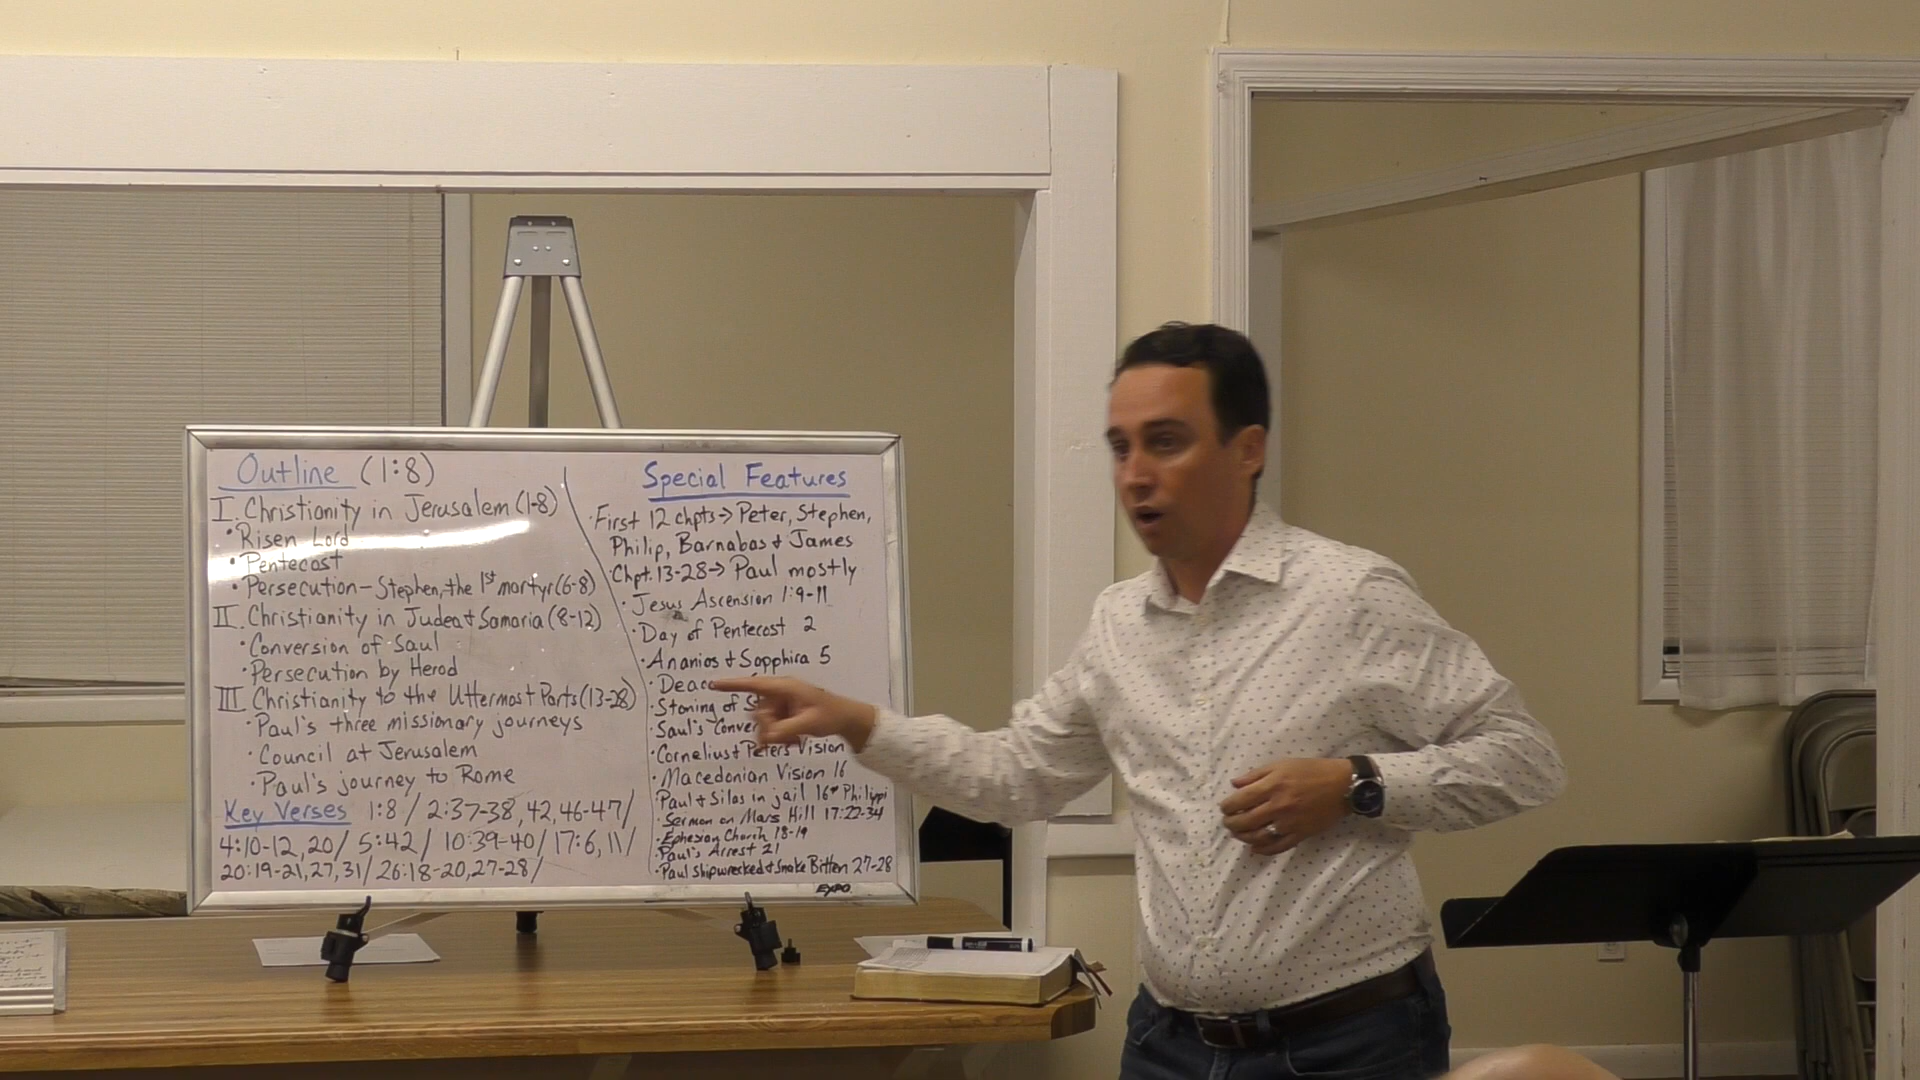 Outline (1:8)
I. Christianity in Jerusalem (1-8)
• Risen Lord
• Pentecost
• Persecution - Stephen, the 1st martyr (6-8)
II. Christianity in Judea & Samaria (8-12)
• Conversion of Saul
• Persecution by Herod
III. Christianity to the Uttermost Parts (13-28)
• Paul's three missionary journeys
• Council at Jerusalem
• Paul's journey to Rome
Key Verses 1:8 / 2:37-38, 42, 46-47 /
4:10-12, 20 / 5:42 / 10:39-40 / 17:6, 11 /
20:19-21, 27, 31 / 26:18-20, 27-28 /
Special Features
• First 12 chpts → Peter, Stephen,
Philip, Barnabas & James
• Chpt. 13-28 → Paul mostly
• Jesus Ascension 1:9-11
• Day of Pentecost 2
• Ananias & Sapphira 5
• Deaco
• Stoning of St
• Saul's Conver
• Cornelius & Peters Vision
• Macedonian Vision 16
• Paul & Silas in jail 16 Philippi
• Sermon on Mars Hill 17:22-34
• Ephesian Church 18-19
• Paul's Arrest 21
• Paul shipwrecked & Snake Bitten 27-28
EXPO